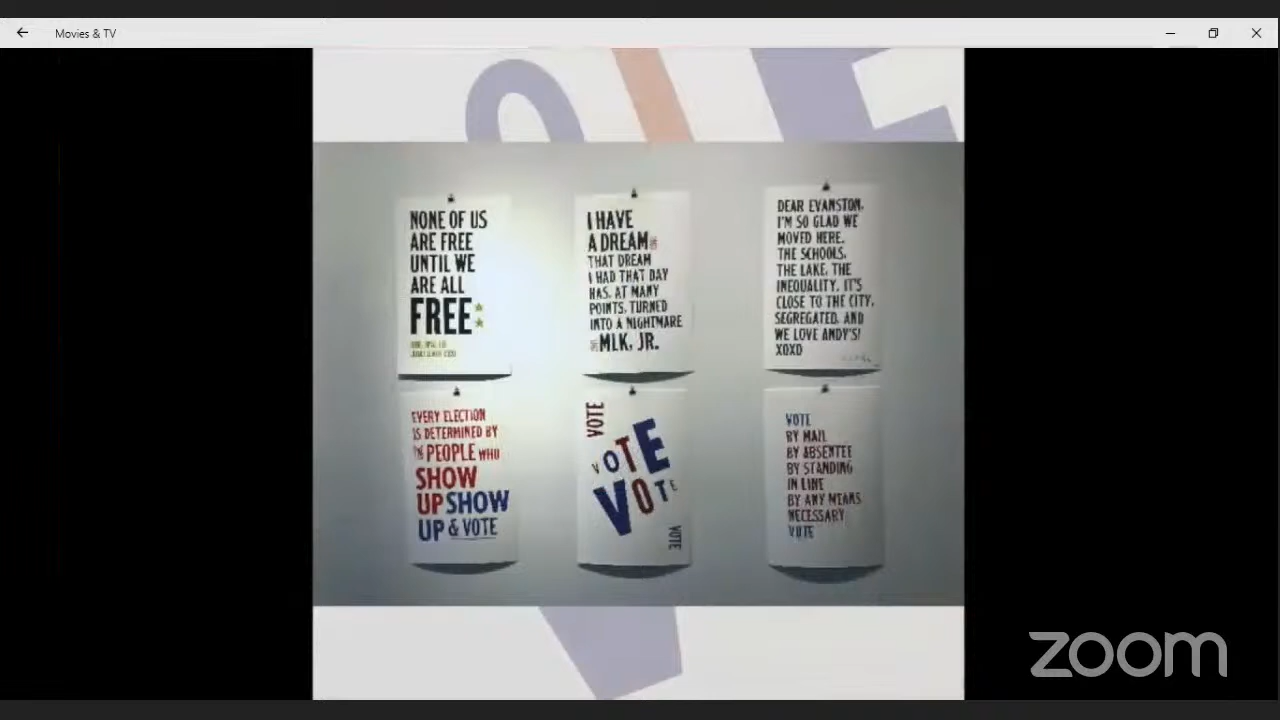 Movies & TV
NONE OF US
ARE FREE
UNTIL WE
ARE ALL
FREE:
I HAVE
A DREAM
THAT DREAM
I HAD THAT DAY
HAS, AT MANY
POINTS, TURNED
INTO A NIGHTMARE
MLK, JR.
DEAR EVANSTON,
I'M SO GLAD WE
MOVED HERE.
THE SCHOOLS,
THE LAKE, THE
INEQUALITY. IT'S
CLOSE TO THE CITY,
SEGREGATED, AND
WE LOVE ANDY'S!
XOXO
EVERY ELECTION
IS DETERMINED BY
THE PEOPLE WHO
SHOW
UP SHOW
UP & VOTE
VOTE
VOTE
VOTE
VOTE
VOTE
BY MAIL
BY ABSENTEE
BY STANDING
IN LINE
BY ANY MEANS
NECESSARY
VOTE
zoom